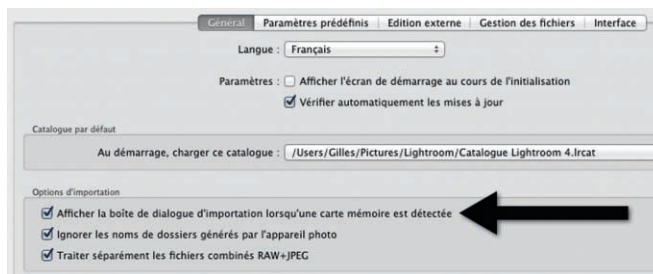 Général Paramètres prédéfinis Edition externe Gestion des fichiers Interface
Langue : Français
Paramètres : Afficher l'écran de démarrage au cours de l'initialisation
Vérifier automatiquement les mises à jour
Catalogue par défaut
Au démarrage, charger ce catalogue : /Users/Gilles/Pictures/Lightroom/Catalogue Lightroom 4.lrcat
Options d'importation
Afficher la boîte de dialogue d'importation lorsqu'une carte mémoire est détectée
Ignorer les noms de dossiers générés par l'appareil photo
Traiter séparément les fichiers combinés RAW+JPEG